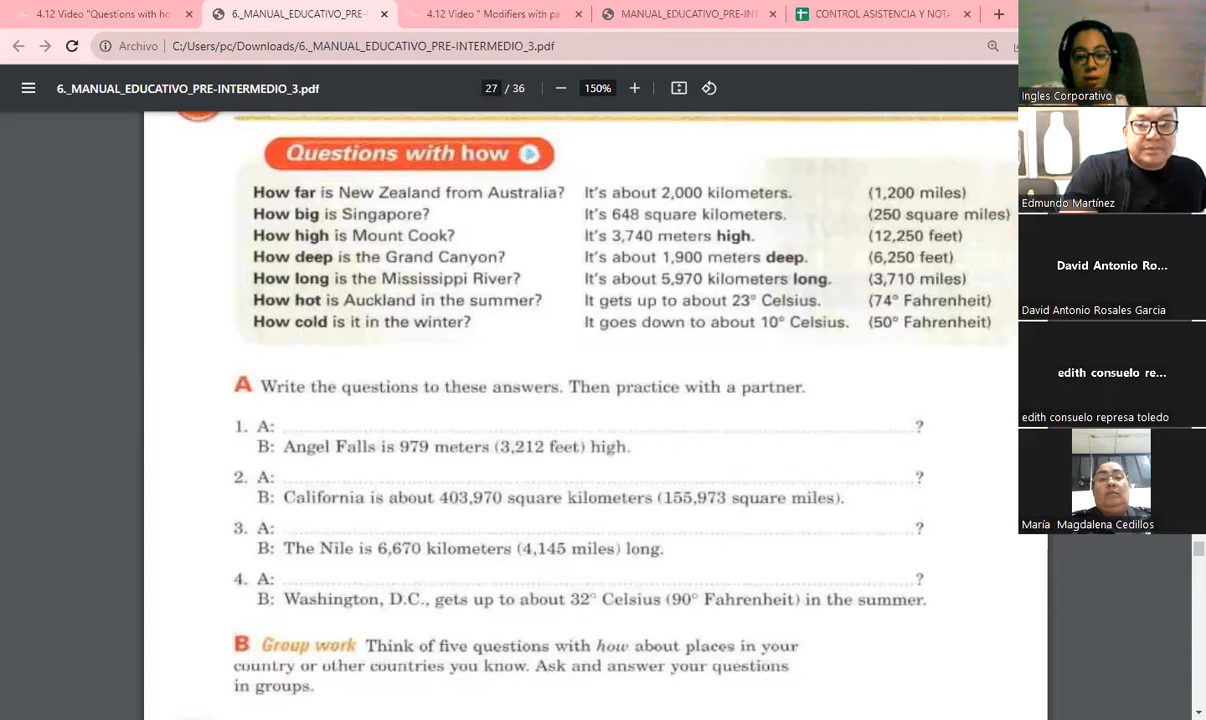 4.12 Video "Questions with ho
6._MANUAL_EDUCATIVO_PRE-
4.12 Video " Modifiers with pa
MANUAL_EDUCATIVO_PRE-INT
CONTROL ASISTENCIA Y NOTA
Archivo C:/Users/pc/Downloads/6._MANUAL_EDUCATIVO_PRE-INTERMEDIO_3.pdf
6._MANUAL_EDUCATIVO_PRE-INTERMEDIO_3.pdf 27 / 36 150%
Questions with how
How far is New Zealand from Australia? It's about 2,000 kilometers. (1,200 miles)
How big is Singapore? It's 648 square kilometers. (250 square miles)
How high is Mount Cook? It's 3,740 meters high. (12,250 feet)
How deep is the Grand Canyon? It's about 1,900 meters deep. (6,250 feet)
How long is the Mississippi River? It's about 5,970 kilometers long. (3,710 miles)
How hot is Auckland in the summer? It gets up to about 23° Celsius. (74° Fahrenheit)
How cold is it in the winter? It goes down to about 10° Celsius. (50° Fahrenheit)
A Write the questions to these answers. Then practice with a partner.
1. A: ?
B: Angel Falls is 979 meters (3,212 feet) high.
2. A: ?
B: California is about 403,970 square kilometers (155,973 square miles).
3. A: ?
B: The Nile is 6,670 kilometers (4,145 miles) long.
4. A: ?
B: Washington, D.C., gets up to about 32° Celsius (90° Fahrenheit) in the summer.
B Group work Think of five questions with how about places in your
country or other countries you know. Ask and answer your questions
in groups.
Ingles Corporativo
Edmundo Martínez
David Antonio Ro...
David Antonio Rosales Garcia
edith consuelo re...
edith consuelo represa toledo
María Magdalena Cedillos